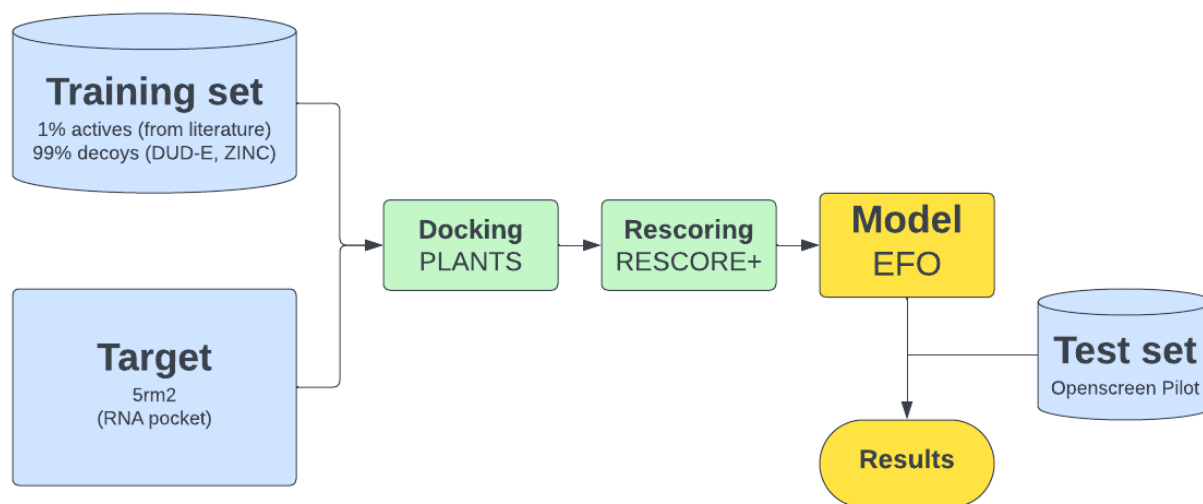 Training set
1% actives (from literature)
99% decoys (DUD-E, ZINC)
Target
5rm2
(RNA pocket)
Docking
PLANTS
Rescoring
RESCORE+
Model
EFO
Test set
Openscreen Pilot
Results